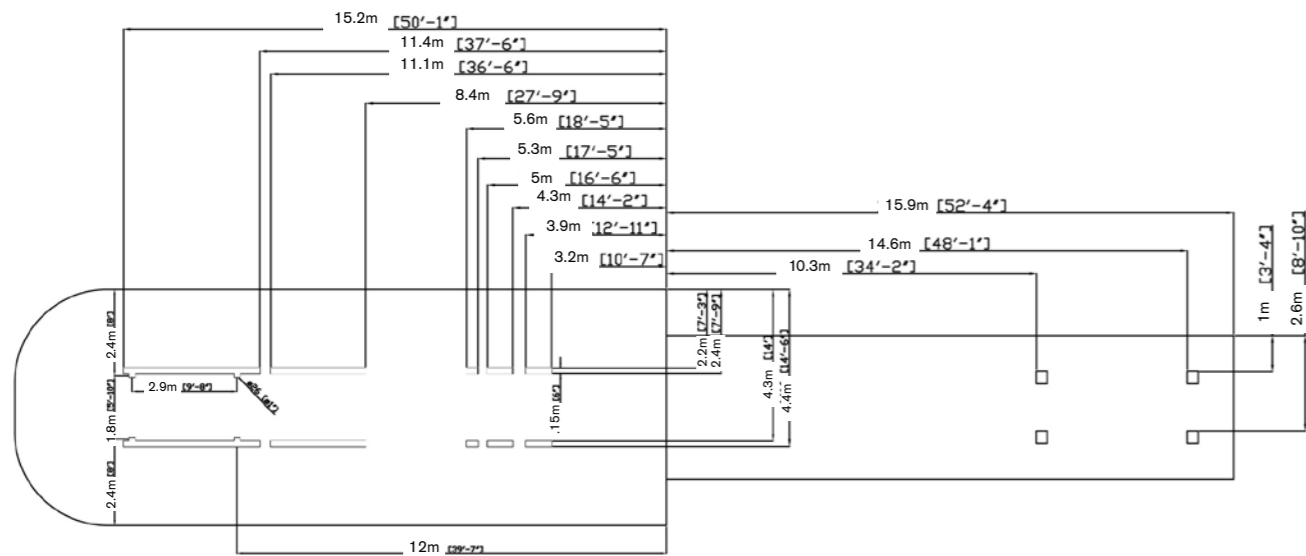 15.2m [50'-1"]
11.4m [37'-6"]
11.1m [36'-6"]
8.4m [27'-9"]
5.6m [18'-5"]
5.3m [17'-5"]
5m [16'-6"]
4.3m [14'-2"]
3.9m [12'-11"]
3.2m [10'-7"]
15.9m [52'-4"]
14.6m [48'-1"]
10.3m [34'-2"]
1m [3'-4"]
2.6m [8'-10"]
2.2m [7'-3"]
2.4m [7'-9"]
4.3m [14']
4.4m [14'-6"]
2.4m [8']
2.9m [9'-8"]
ø26 [ø1"]
.15m [6"]
1.8m [5'-10"]
2.4m [8']
12m [39'-7"]